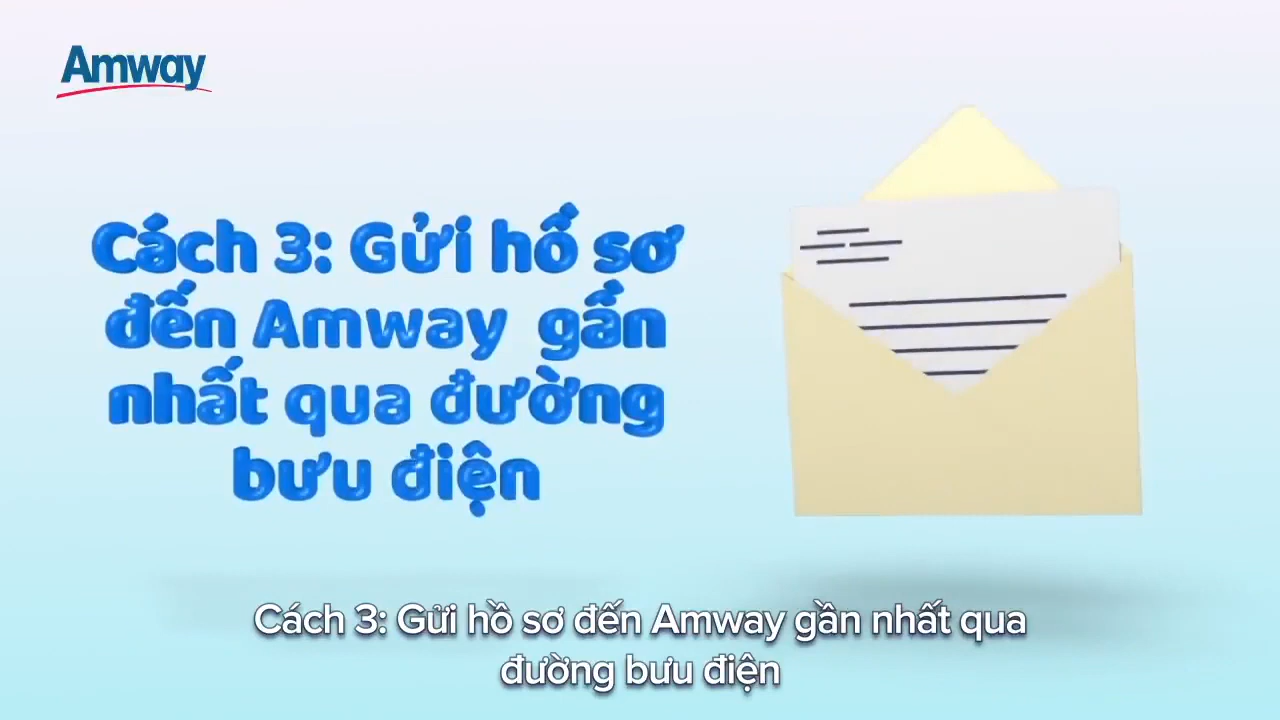 Amway
Cách 3: Gửi hồ sơ
đến Amway gần
nhất qua đường
bưu điện
Cách 3: Gửi hồ sơ đến Amway gần nhất qua
đường bưu điện